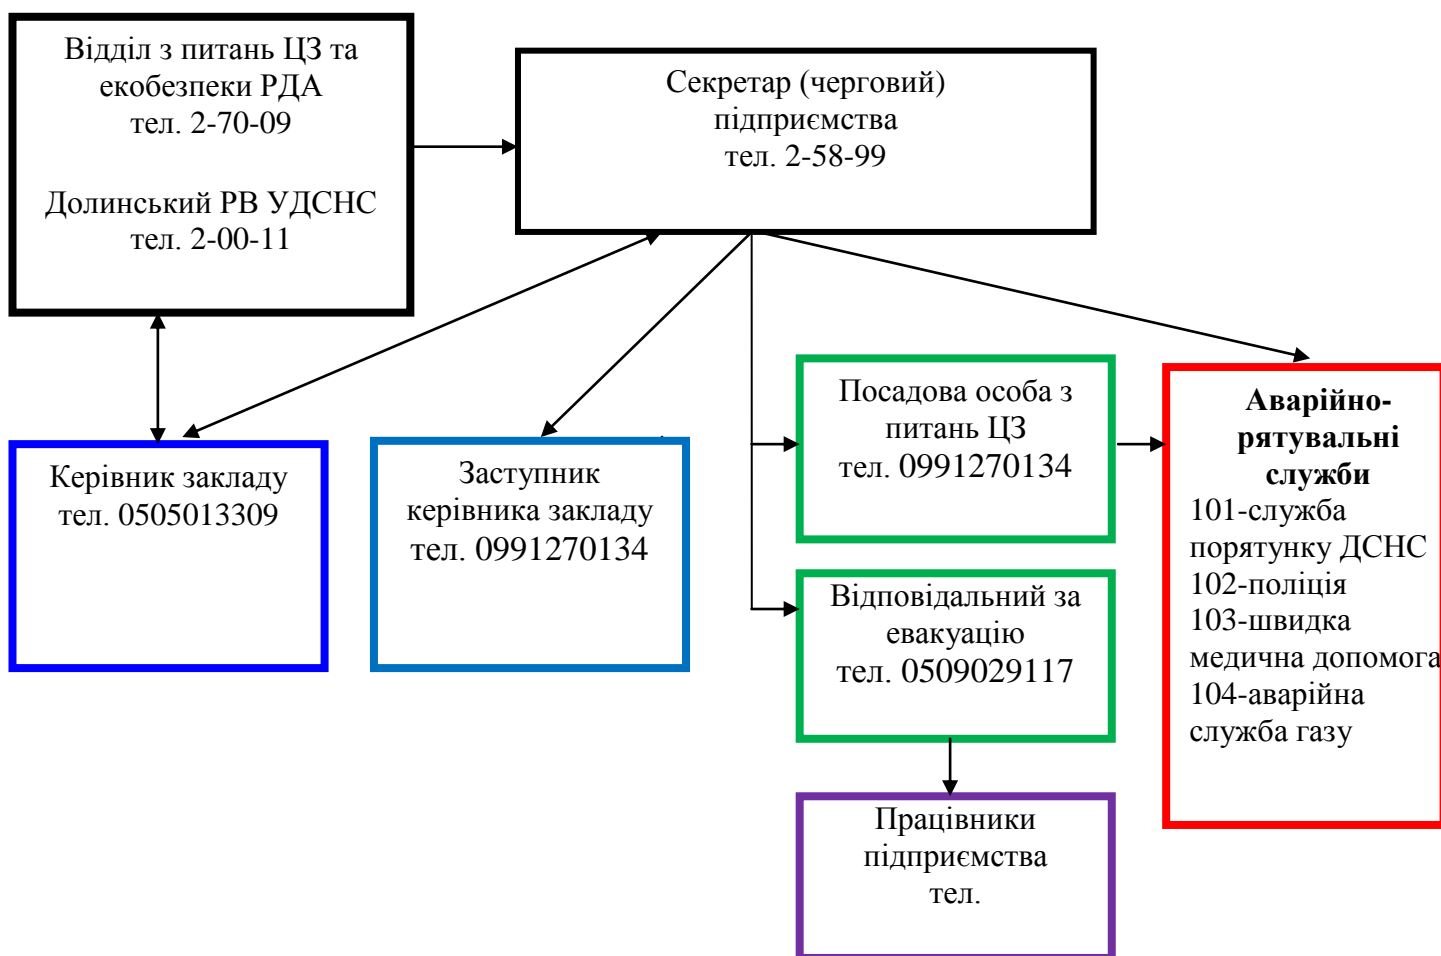 Відділ з питань ЦЗ та
екобезпеки РДА
тел. 2-70-09
Долинський РВ УДСНС
тел. 2-00-11
Секретар (черговий)
підприємства
тел. 2-58-99
Керівник закладу
тел. 0505013309
Заступник
керівника закладу
тел. 0991270134
Посадова особа з
питань ЦЗ
тел. 0991270134
Відповідальний за
евакуацію
тел. 0509029117
Працівники
підприємства
тел.
Аварійно-
рятувальні
служби
101-служба
порятунку ДСНС
102-поліція
103-швидка
медична допомога
104-аварійна
служба газу